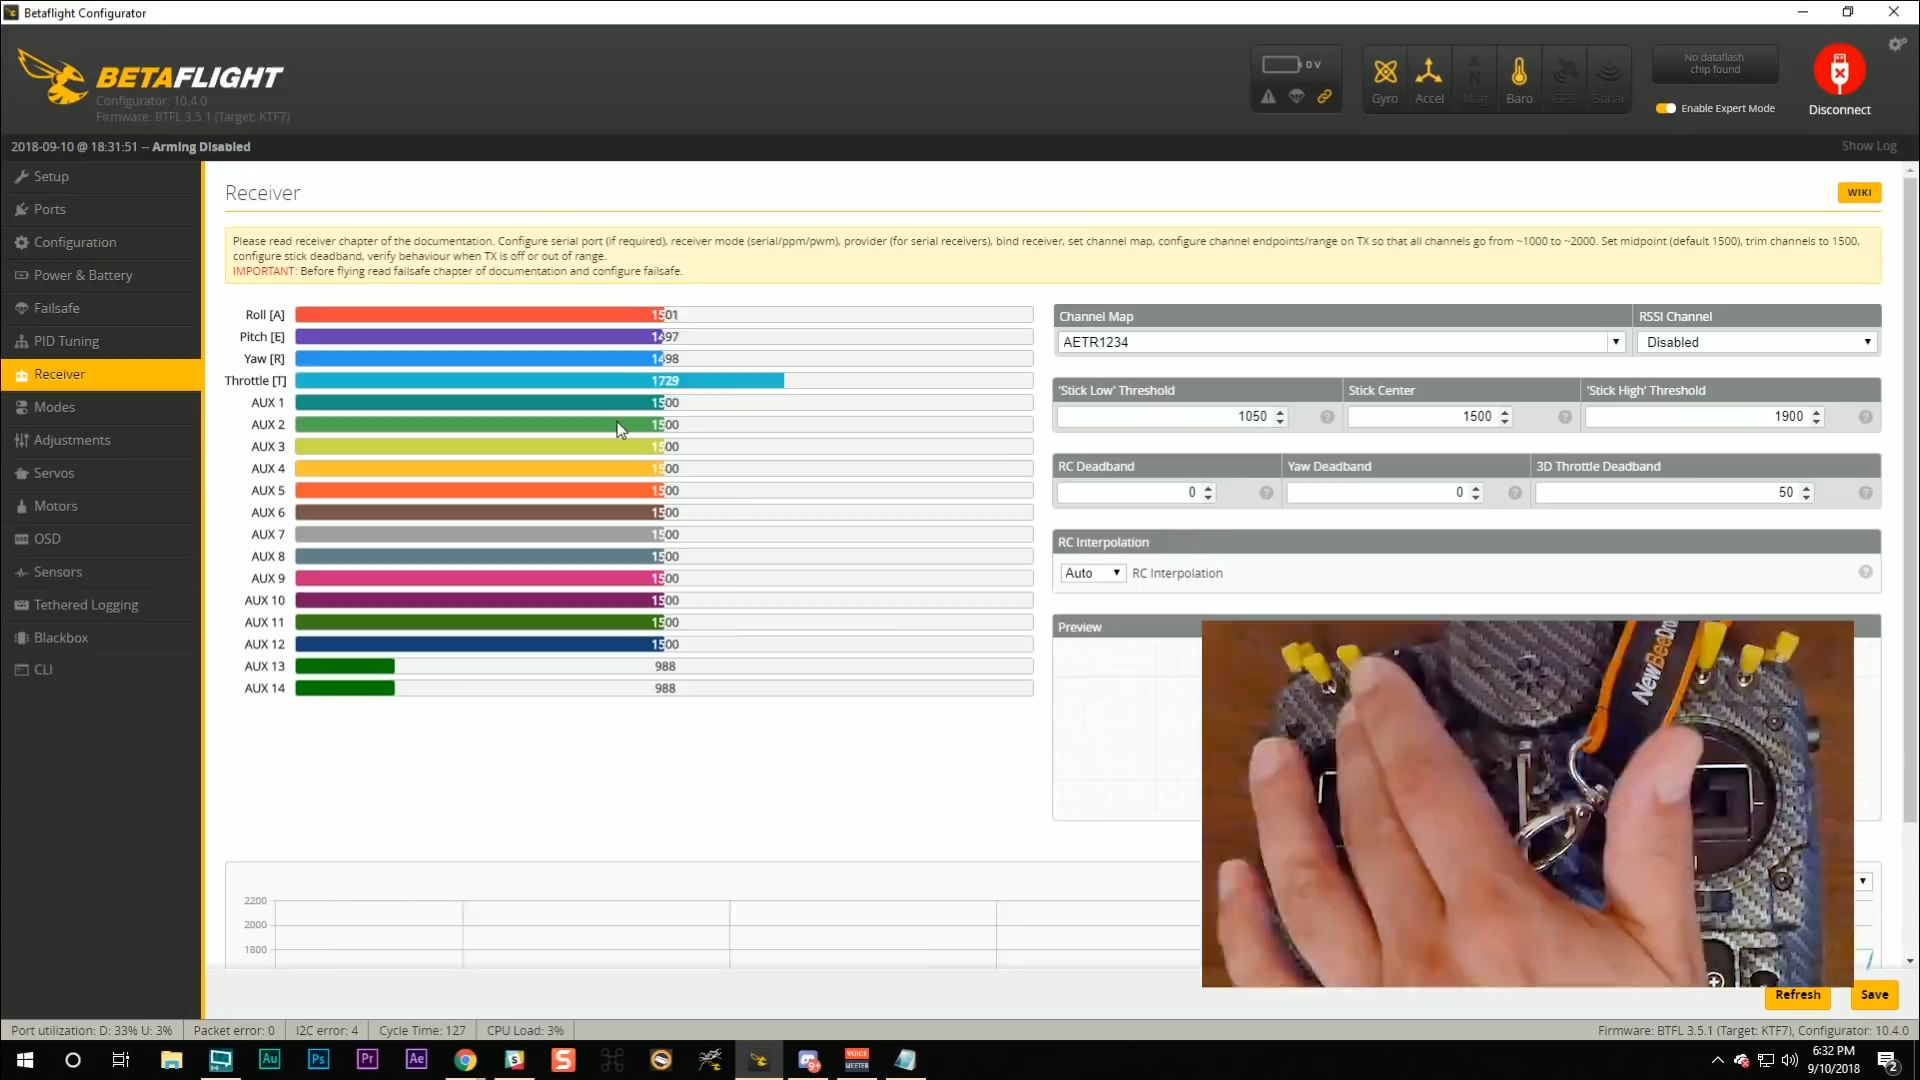 Betaflight Configurator
BETAFLIGHT
Configurator: 10.4.0
Firmware: BTFL 3.5.1 (Target: KTF7)
0 V
Gyro
Accel
Mag
Baro
GPS
Sonar
No dataflash
chip found
Enable Expert Mode
Disconnect
2018-09-10 @ 18:31:51 -- Arming Disabled
Show Log
Setup
Ports
Configuration
Power & Battery
Failsafe
PID Tuning
Receiver
Modes
Adjustments
Servos
Motors
OSD
Sensors
Tethered Logging
Blackbox
CLI
Receiver
WIKI
Please read receiver chapter of the documentation. Configure serial port (if required), receiver mode (serial/ppm/pwm), provider (for serial receivers), bind receiver, set channel map, configure channel endpoints/range on TX so that all channels go from ~1000 to ~2000. Set midpoint (default 1500), trim channels to 1500,
configure stick deadband, verify behaviour when TX is off or out of range.
IMPORTANT: Before flying read failsafe chapter of documentation and configure failsafe.
Roll [A] 1501
Pitch [E] 1497
Yaw [R] 1498
Throttle [T] 1729
AUX 1 1500
AUX 2 1500
AUX 3 1500
AUX 4 1500
AUX 5 1500
AUX 6 1500
AUX 7 1500
AUX 8 1500
AUX 9 1500
AUX 10 1500
AUX 11 1500
AUX 12 1500
AUX 13 988
AUX 14 988
Channel Map
RSSI Channel
AETR1234
Disabled
'Stick Low' Threshold
Stick Center
'Stick High' Threshold
1050
1500
1900
RC Deadband
Yaw Deadband
3D Throttle Deadband
0
0
50
RC Interpolation
Auto RC Interpolation
Preview
NewBeeDro
2200
2000
1800
Refresh
Save
Port utilization: D: 33% U: 3%
Packet error: 0
I2C error: 4
Cycle Time: 127
CPU Load: 3%
Firmware: BTFL 3.5.1 (Target: KTF7), Configurator: 10.4.0
Au
Ps
Pr
Ae
S
S
9+
VOICE
MEETER
6:32 PM
9/10/2018
2